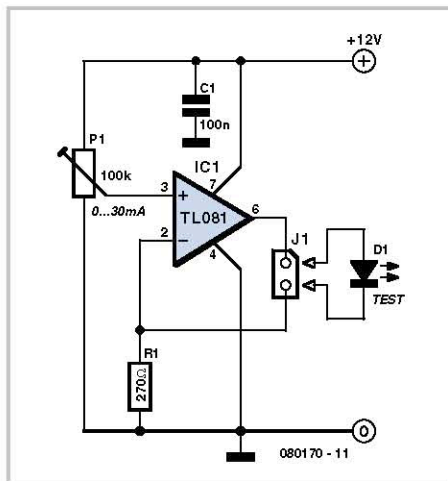 +12V
C1
100n
P1
100k
0...30mA
IC1
3
+
7
TL081
6
2
−
4
J1
D1
TEST
R1
270Ω
0
080170 - 11